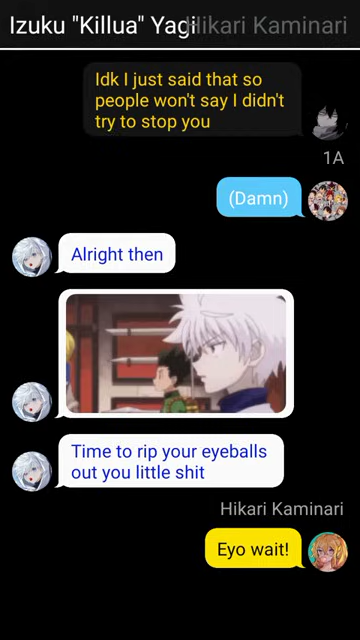 Izuku "Killua" Yagi Hikari Kaminari
Idk I just said that so
people won't say I didn't
try to stop you
1A
(Damn)
Alright then
Time to rip your eyeballs
out you little shit
Hikari Kaminari
Eyo wait!